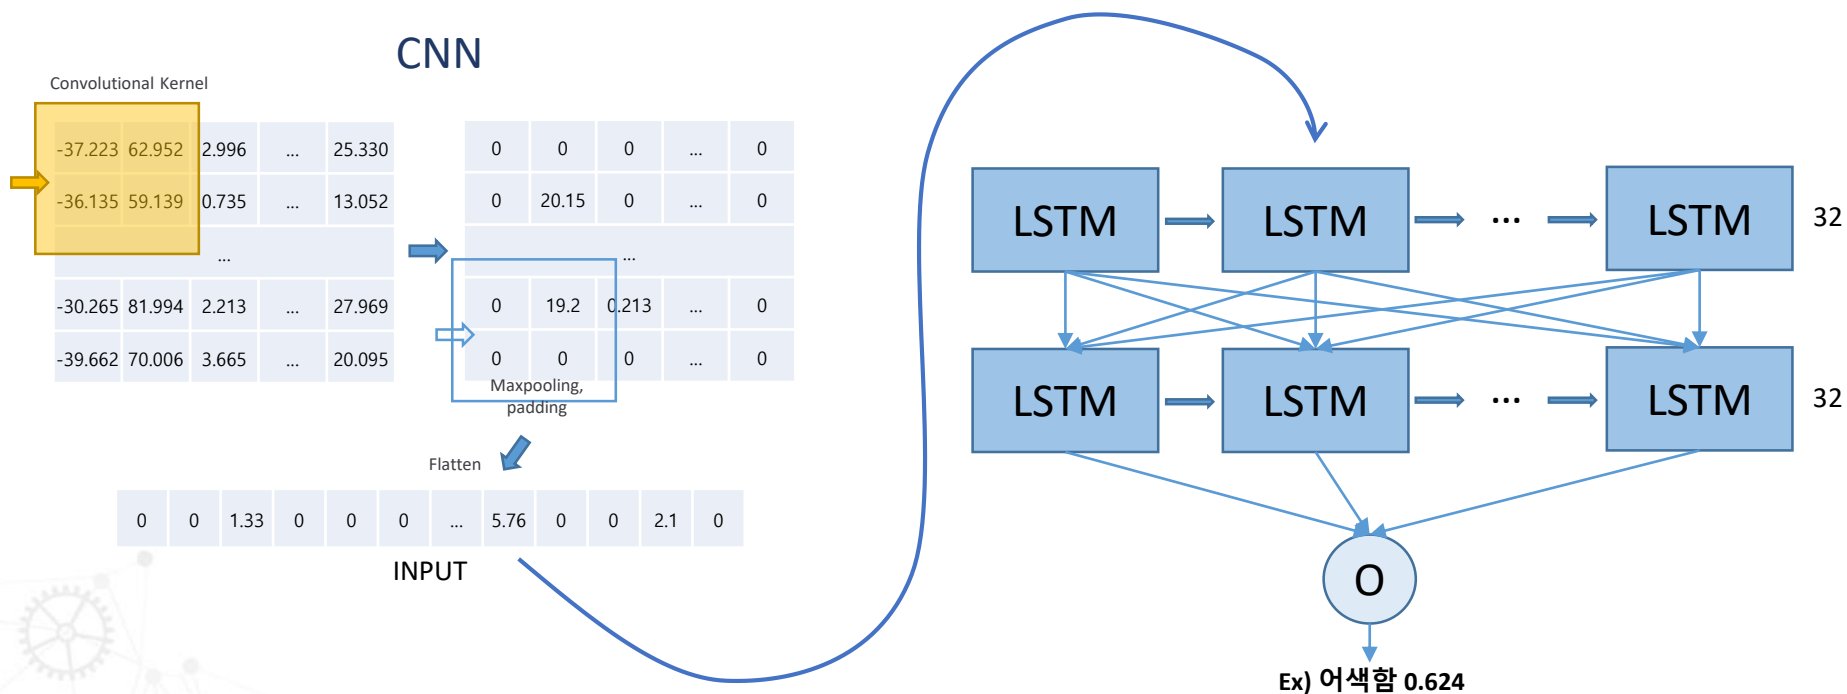 CNN
Convolutional Kernel
-37.223 62.952 2.996 ... 25.330
-36.135 59.139 0.735 ... 13.052
...
-30.265 81.994 2.213 ... 27.969
-39.662 70.006 3.665 ... 20.095
0 0 0 ... 0
0 20.15 0 ... 0
...
0 19.2 0.213 ... 0
0 0 0 ... 0
Maxpooling,
padding
Flatten
0 0 1.33 0 0 0 ... 5.76 0 0 2.1 0
INPUT
LSTM LSTM ... LSTM 32
LSTM LSTM ... LSTM 32
O
Ex) 어색함 0.624